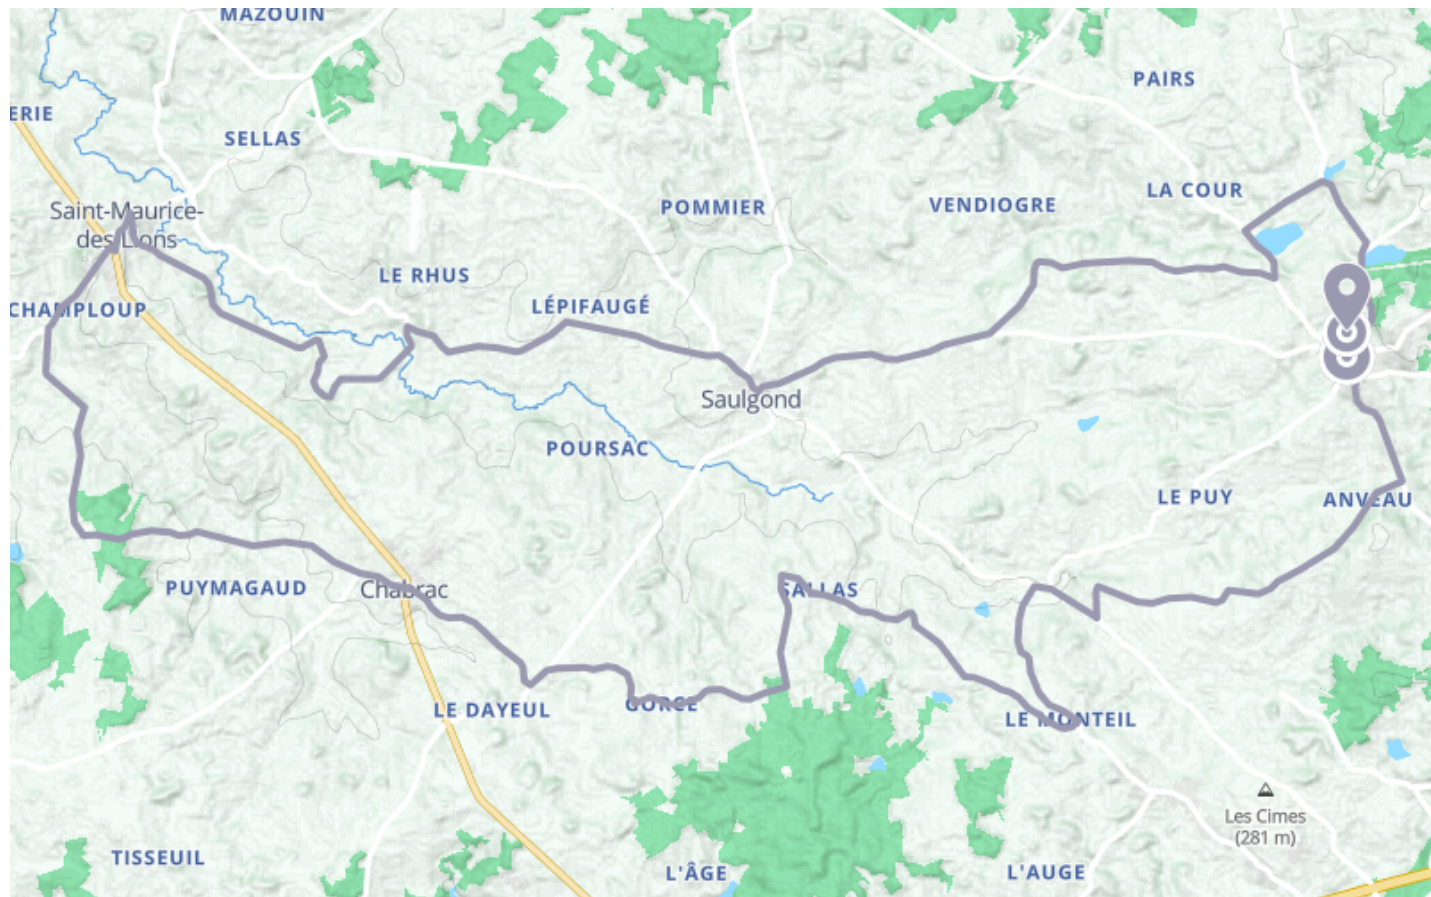 MAZOUIN
PAIRS
ERIE
SELLAS
LA COUR
VENDIOGRE
POMMIER
Saint-Maurice-
des-Lions
LE RHUS
LÉPIFAUGÉ
CHAMPLOUP
Saulgond
POURSAC
LE PUY
ANVEAU
PUYMAGAUD
Chabrac
SALLAS
LE DAYEUL
GORCE
LE MONTEIL
Les Cimes
(281 m)
TISSEUIL
L'ÂGE
L'AUGE